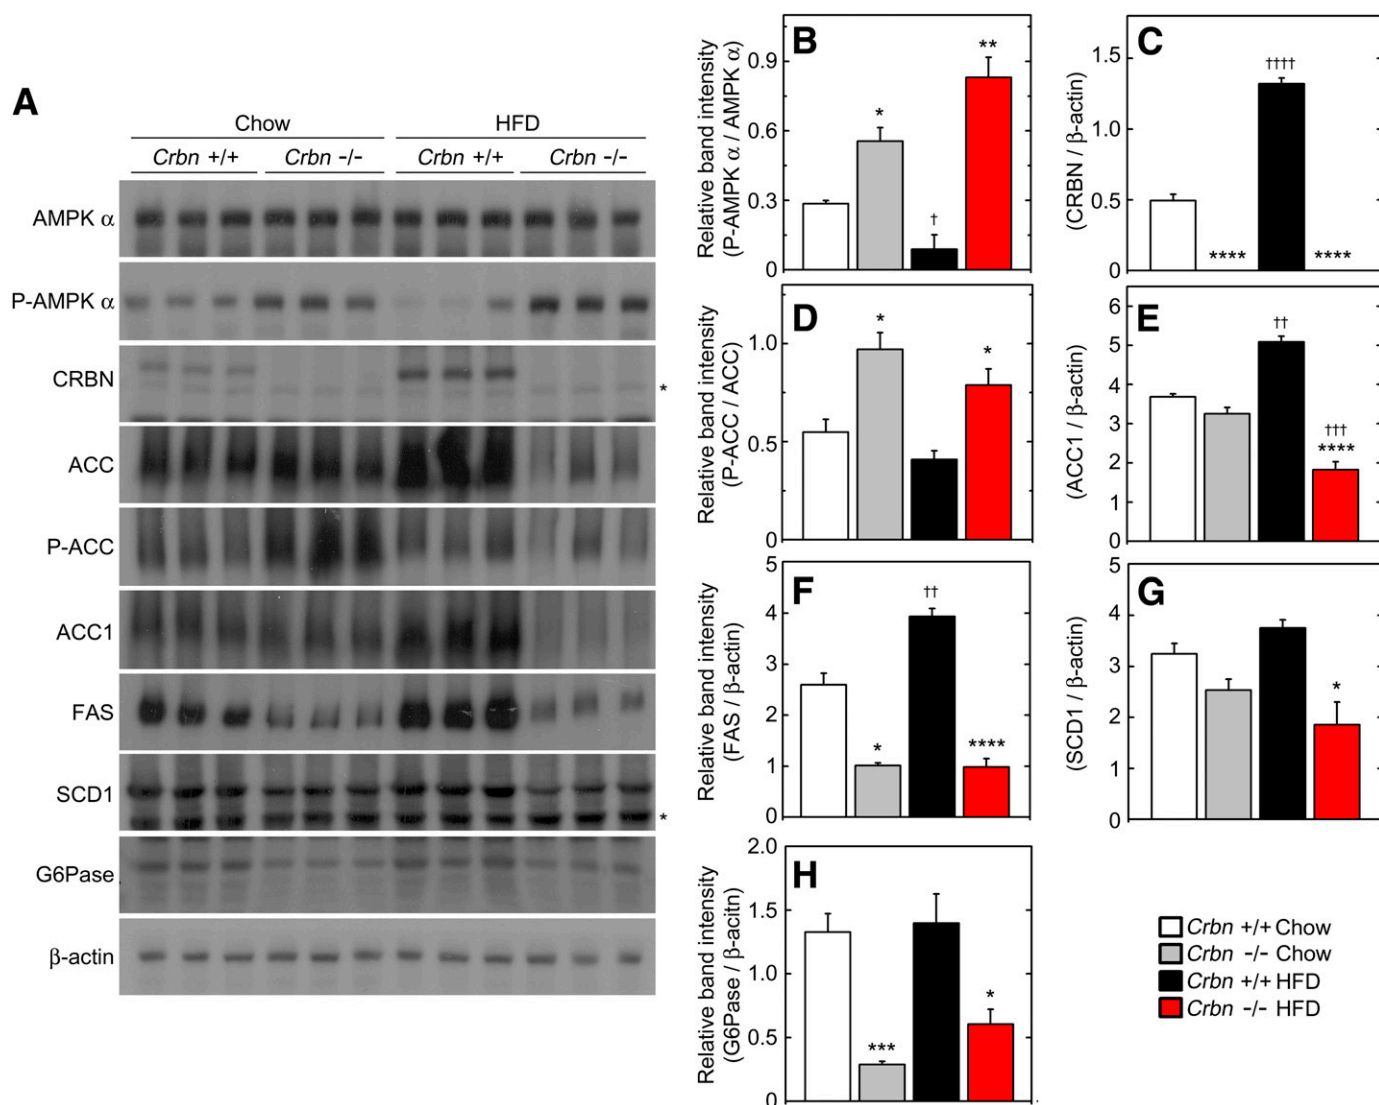 A
Chow HFD
Crbn +/+ Crbn -/- Crbn +/+ Crbn -/-
AMPK α
P-AMPK α
CRBN
*
ACC
P-ACC
ACC1
FAS
SCD1
*
G6Pase
β-actin
B
Relative band intensity
(P-AMPK α / AMPK α)
0.9
0.6
0.3
0
*
†
**
C
(CRBN / β-actin)
1.5
1.0
0.5
0
****
††††
****
D
Relative band intensity
(P-ACC / ACC)
1.0
0.5
0
*
*
E
(ACC1 / β-actin)
6
5
4
3
2
1
0
††
†††
****
F
Relative band intensity
(FAS / β-actin)
5
4
3
2
1
0
*
††
****
G
(SCD1 / β-actin)
5
4
3
2
1
0
*
H
Relative band intensity
(G6Pase / β-acitn)
2.0
1.5
1.0
0.5
0
***
*
Crbn +/+ Chow
Crbn -/- Chow
Crbn +/+ HFD
Crbn -/- HFD